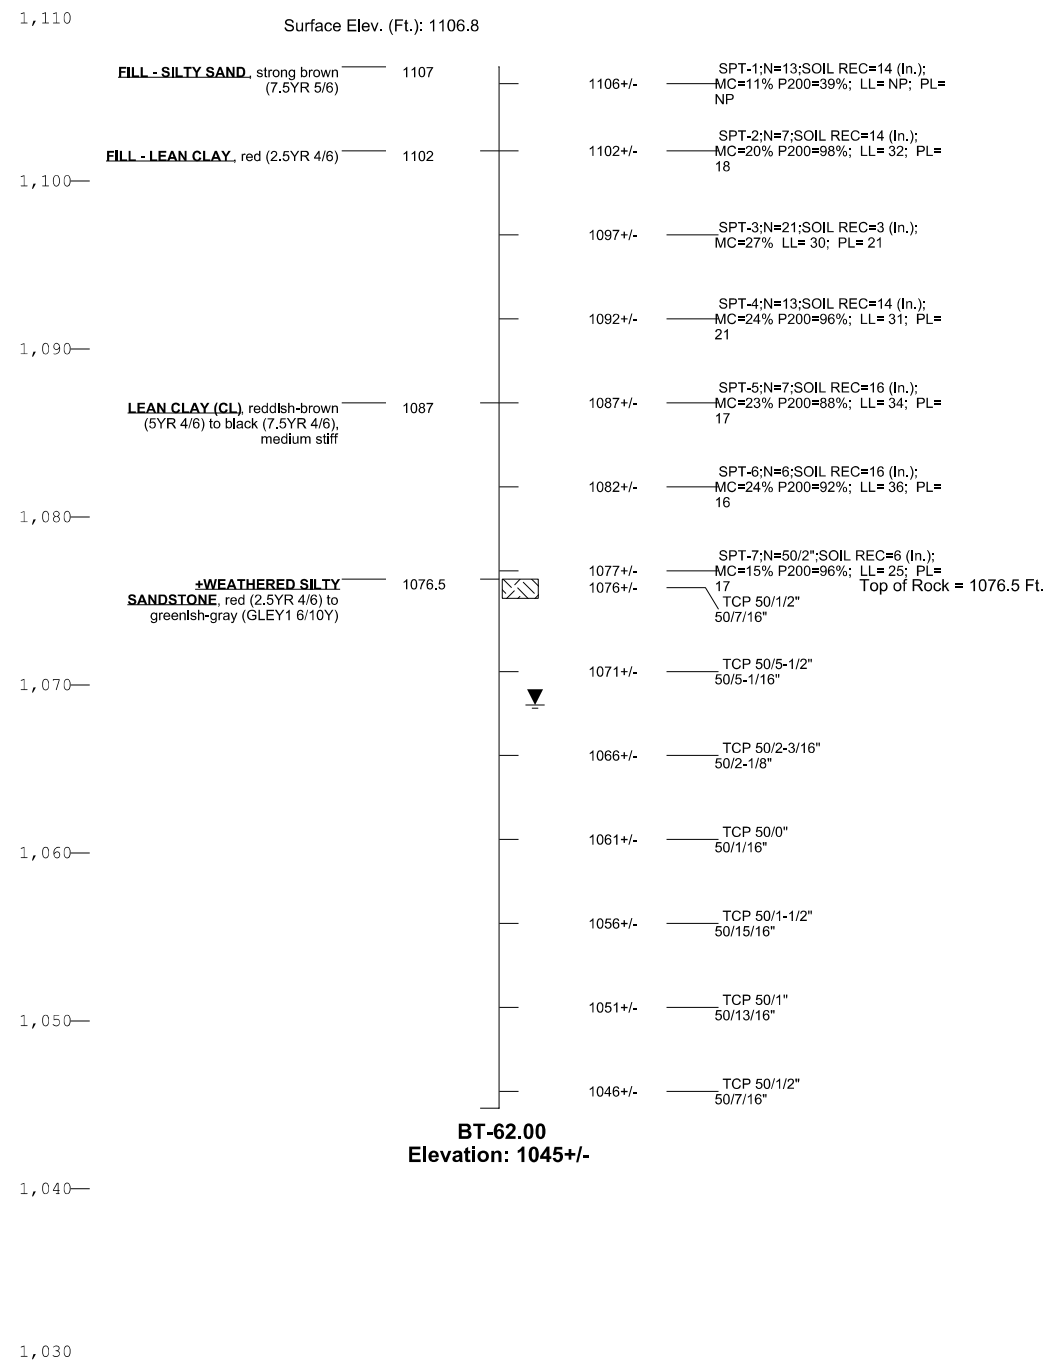 1,110
Surface Elev. (Ft.): 1106.8
FILL - SILTY SAND , strong brown
(7.5YR 5/6)
1107
1106+/-
SPT-1;N=13;SOIL REC=14 (In.);
MC=11% P200=39%; LL= NP; PL=
NP
FILL - LEAN CLAY , red (2.5YR 4/6)
1102
1102+/-
SPT-2;N=7;SOIL REC=14 (In.);
MC=20% P200=98%; LL= 32; PL=
18
1,100
1097+/-
SPT-3;N=21;SOIL REC=3 (In.);
MC=27% LL= 30; PL= 21
1092+/-
SPT-4;N=13;SOIL REC=14 (In.);
MC=24% P200=96%; LL= 31; PL=
21
1,090
LEAN CLAY (CL), reddish-brown
(5YR 4/6) to black (7.5YR 4/6),
medium stiff
1087
1087+/-
SPT-5;N=7;SOIL REC=16 (In.);
MC=23% P200=88%; LL= 34; PL=
17
1082+/-
SPT-6;N=6;SOIL REC=16 (In.);
MC=24% P200=92%; LL= 36; PL=
16
1,080
1077+/-
SPT-7;N=50/2";SOIL REC=6 (In.);
MC=15% P200=96%; LL= 25; PL=
17
+WEATHERED SILTY
SANDSTONE, red (2.5YR 4/6) to
greenish-gray (GLEY1 6/10Y)
1076.5
1076+/-
Top of Rock = 1076.5 Ft.
TCP 50/1/2"
50/7/16"
1071+/-
TCP 50/5-1/2"
50/5-1/16"
1,070
1066+/-
TCP 50/2-3/16"
50/2-1/8"
1061+/-
TCP 50/0"
50/1/16"
1,060
1056+/-
TCP 50/1-1/2"
50/15/16"
1051+/-
TCP 50/1"
50/13/16"
1,050
1046+/-
TCP 50/1/2"
50/7/16"
BT-62.00
Elevation: 1045+/-
1,040
1,030